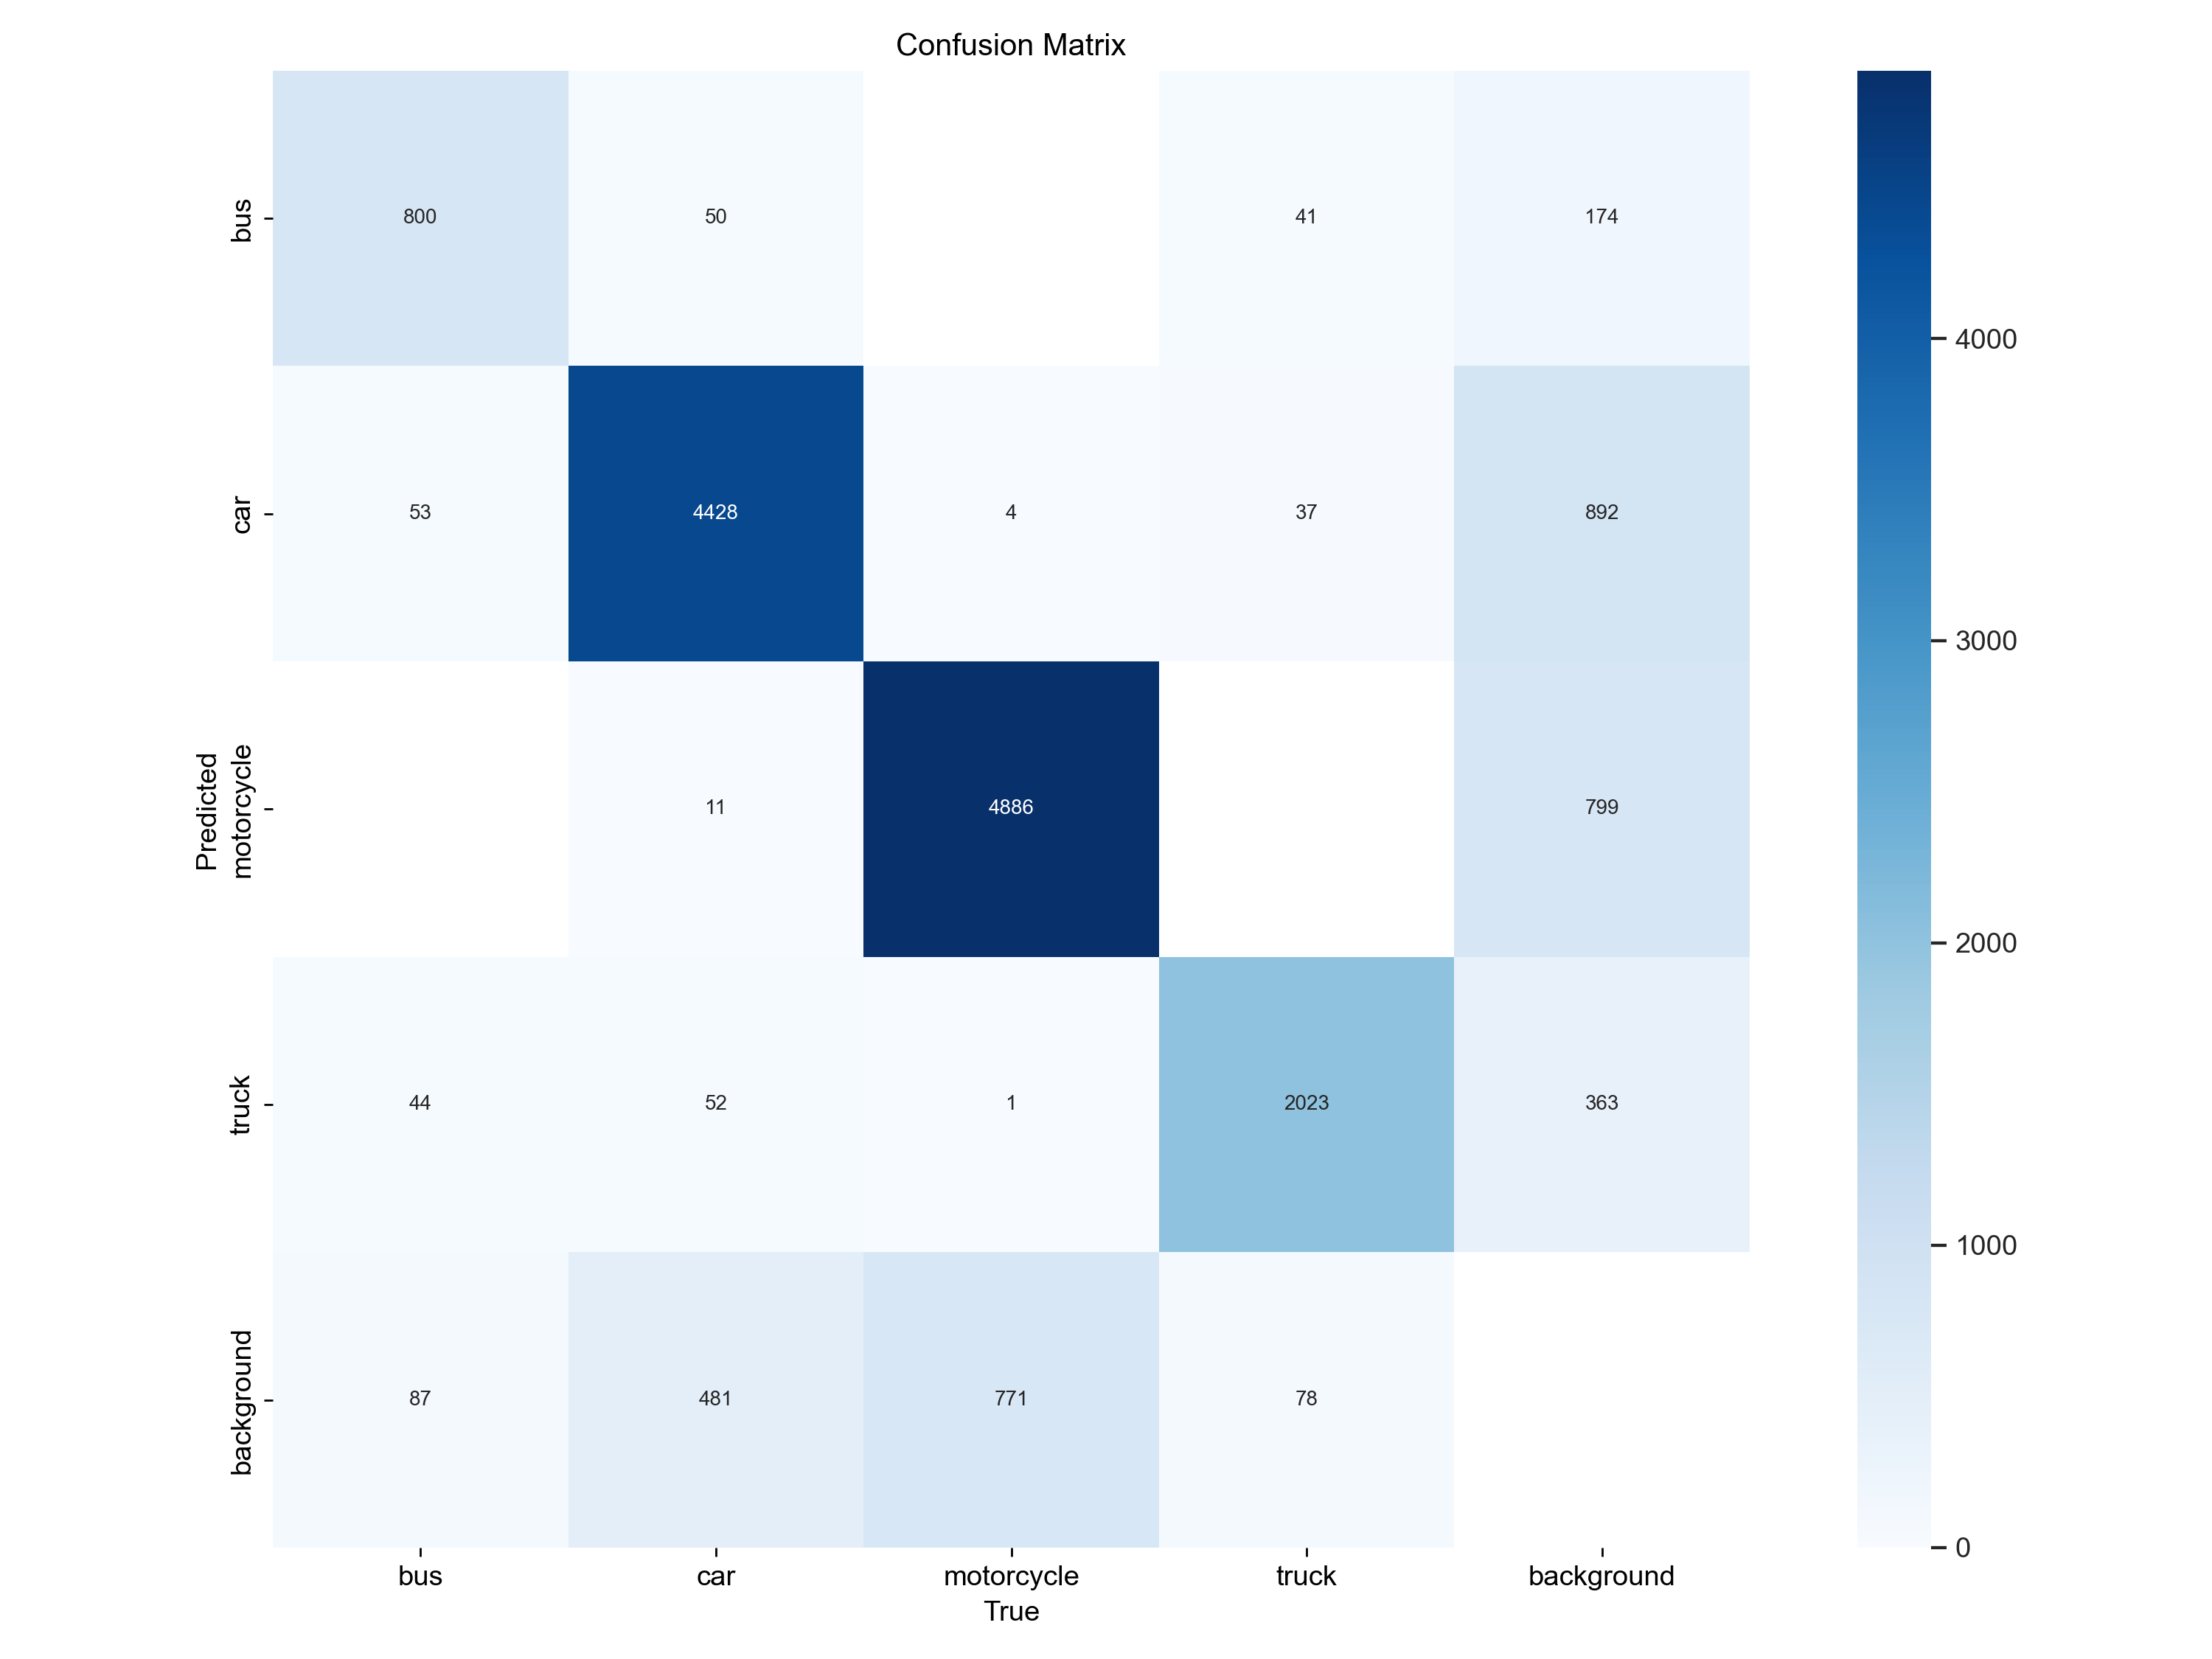 Confusion Matrix
bus 800 50 41 174
car 53 4428 4 37 892
Predicted
motorcycle 11 4886 799
truck 44 52 1 2023 363
background 87 481 771 78
bus car motorcycle truck background
True
4000
3000
2000
1000
0